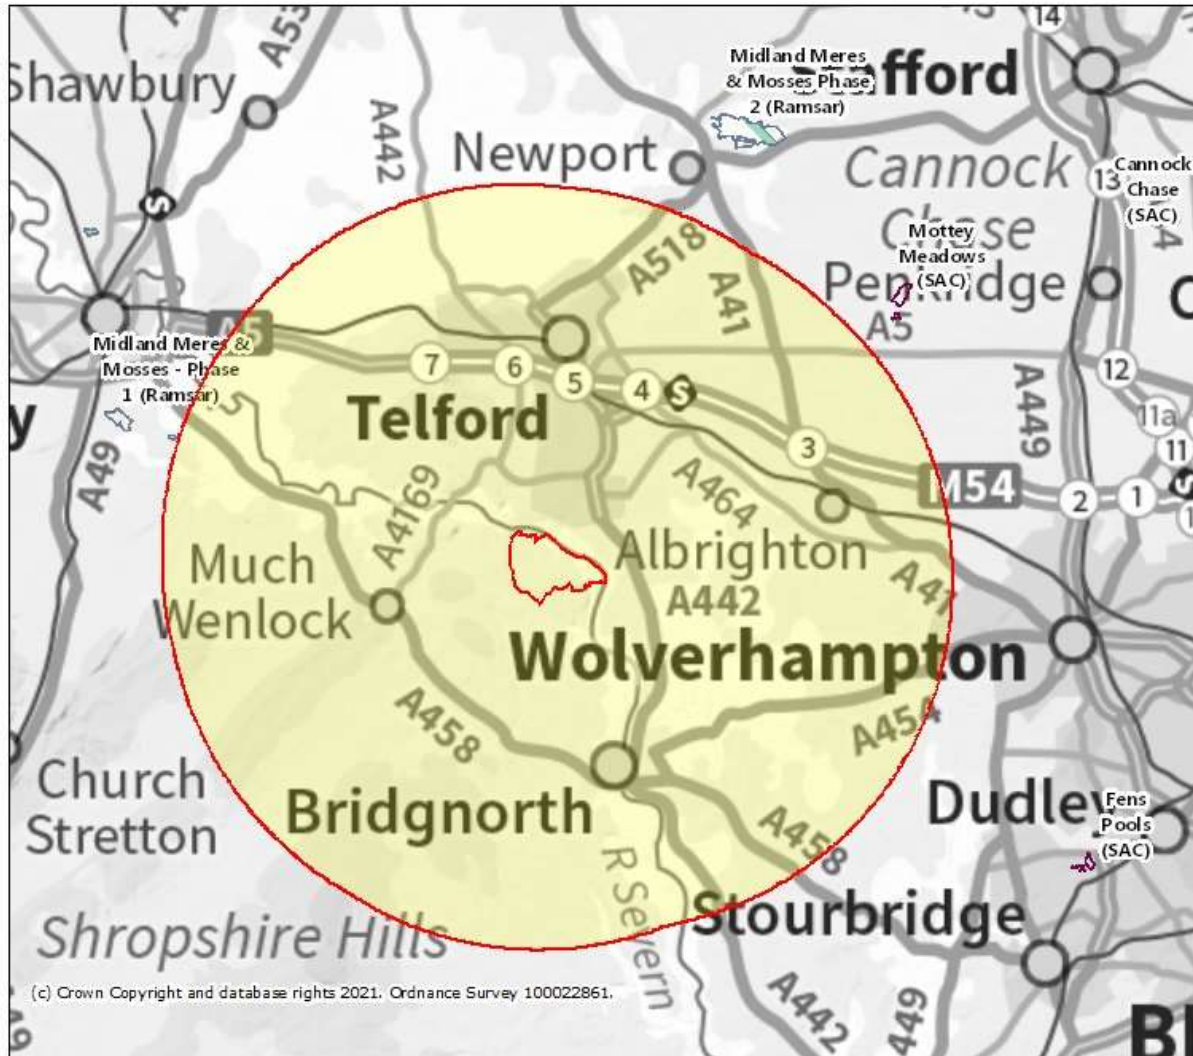 14
A53
Shawbury
A442
Midland Meres
& Mosses Phase
2 (Ramsar)
Newport
Cannock
Chase
13
Cannock
Chase
(SAC)
S
A518
A41
Mottey
Meadows
(SAC)
Penkridge
A5
A5
Midland Meres &
Mosses - Phase
1 (Ramsar)
7
6
5
4
S
12
A449
11a
11
Telford
3
M54
2
1
S
A49
A4169
A464
Much
Wenlock
Albrighton
A442
A41
Wolverhampton
A458
A454
Church
Stretton
Bridgnorth
Dudley
Fens
Pools
(SAC)
A458
R Severn
Stourbridge
Shropshire Hills
(c) Crown Copyright and database rights 2021. Ordnance Survey 100022861.
A442